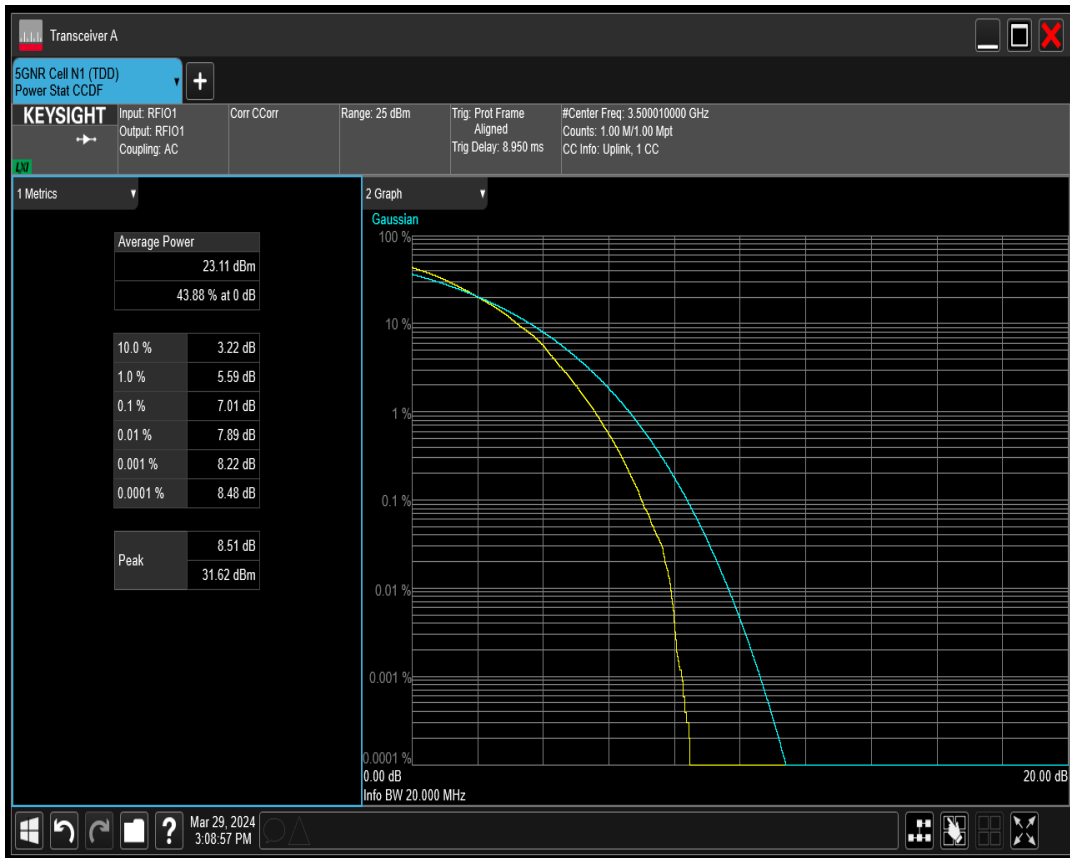 Transceiver A
5GNR Cell N1 (TDD)
Power Stat CCDF
+
KEYSIGHT
LXI
Input: RFIO1
Output: RFIO1
Coupling: AC
Corr CCorr
Range: 25 dBm
Trig: Prot Frame
Aligned
Trig Delay: 8.950 ms
#Center Freq: 3.500010000 GHz
Counts: 1.00 M/1.00 Mpt
CC Info: Uplink, 1 CC
1 Metrics
Average Power
23.11 dBm
43.88 % at 0 dB
10.0 % 3.22 dB
1.0 % 5.59 dB
0.1 % 7.01 dB
0.01 % 7.89 dB
0.001 % 8.22 dB
0.0001 % 8.48 dB
Peak
8.51 dB
31.62 dBm
2 Graph
Gaussian
100 %
10 %
1 %
0.1 %
0.01 %
0.001 %
0.0001 %
0.00 dB 20.00 dB
Info BW 20.000 MHz
?
Mar 29, 2024
3:08:57 PM